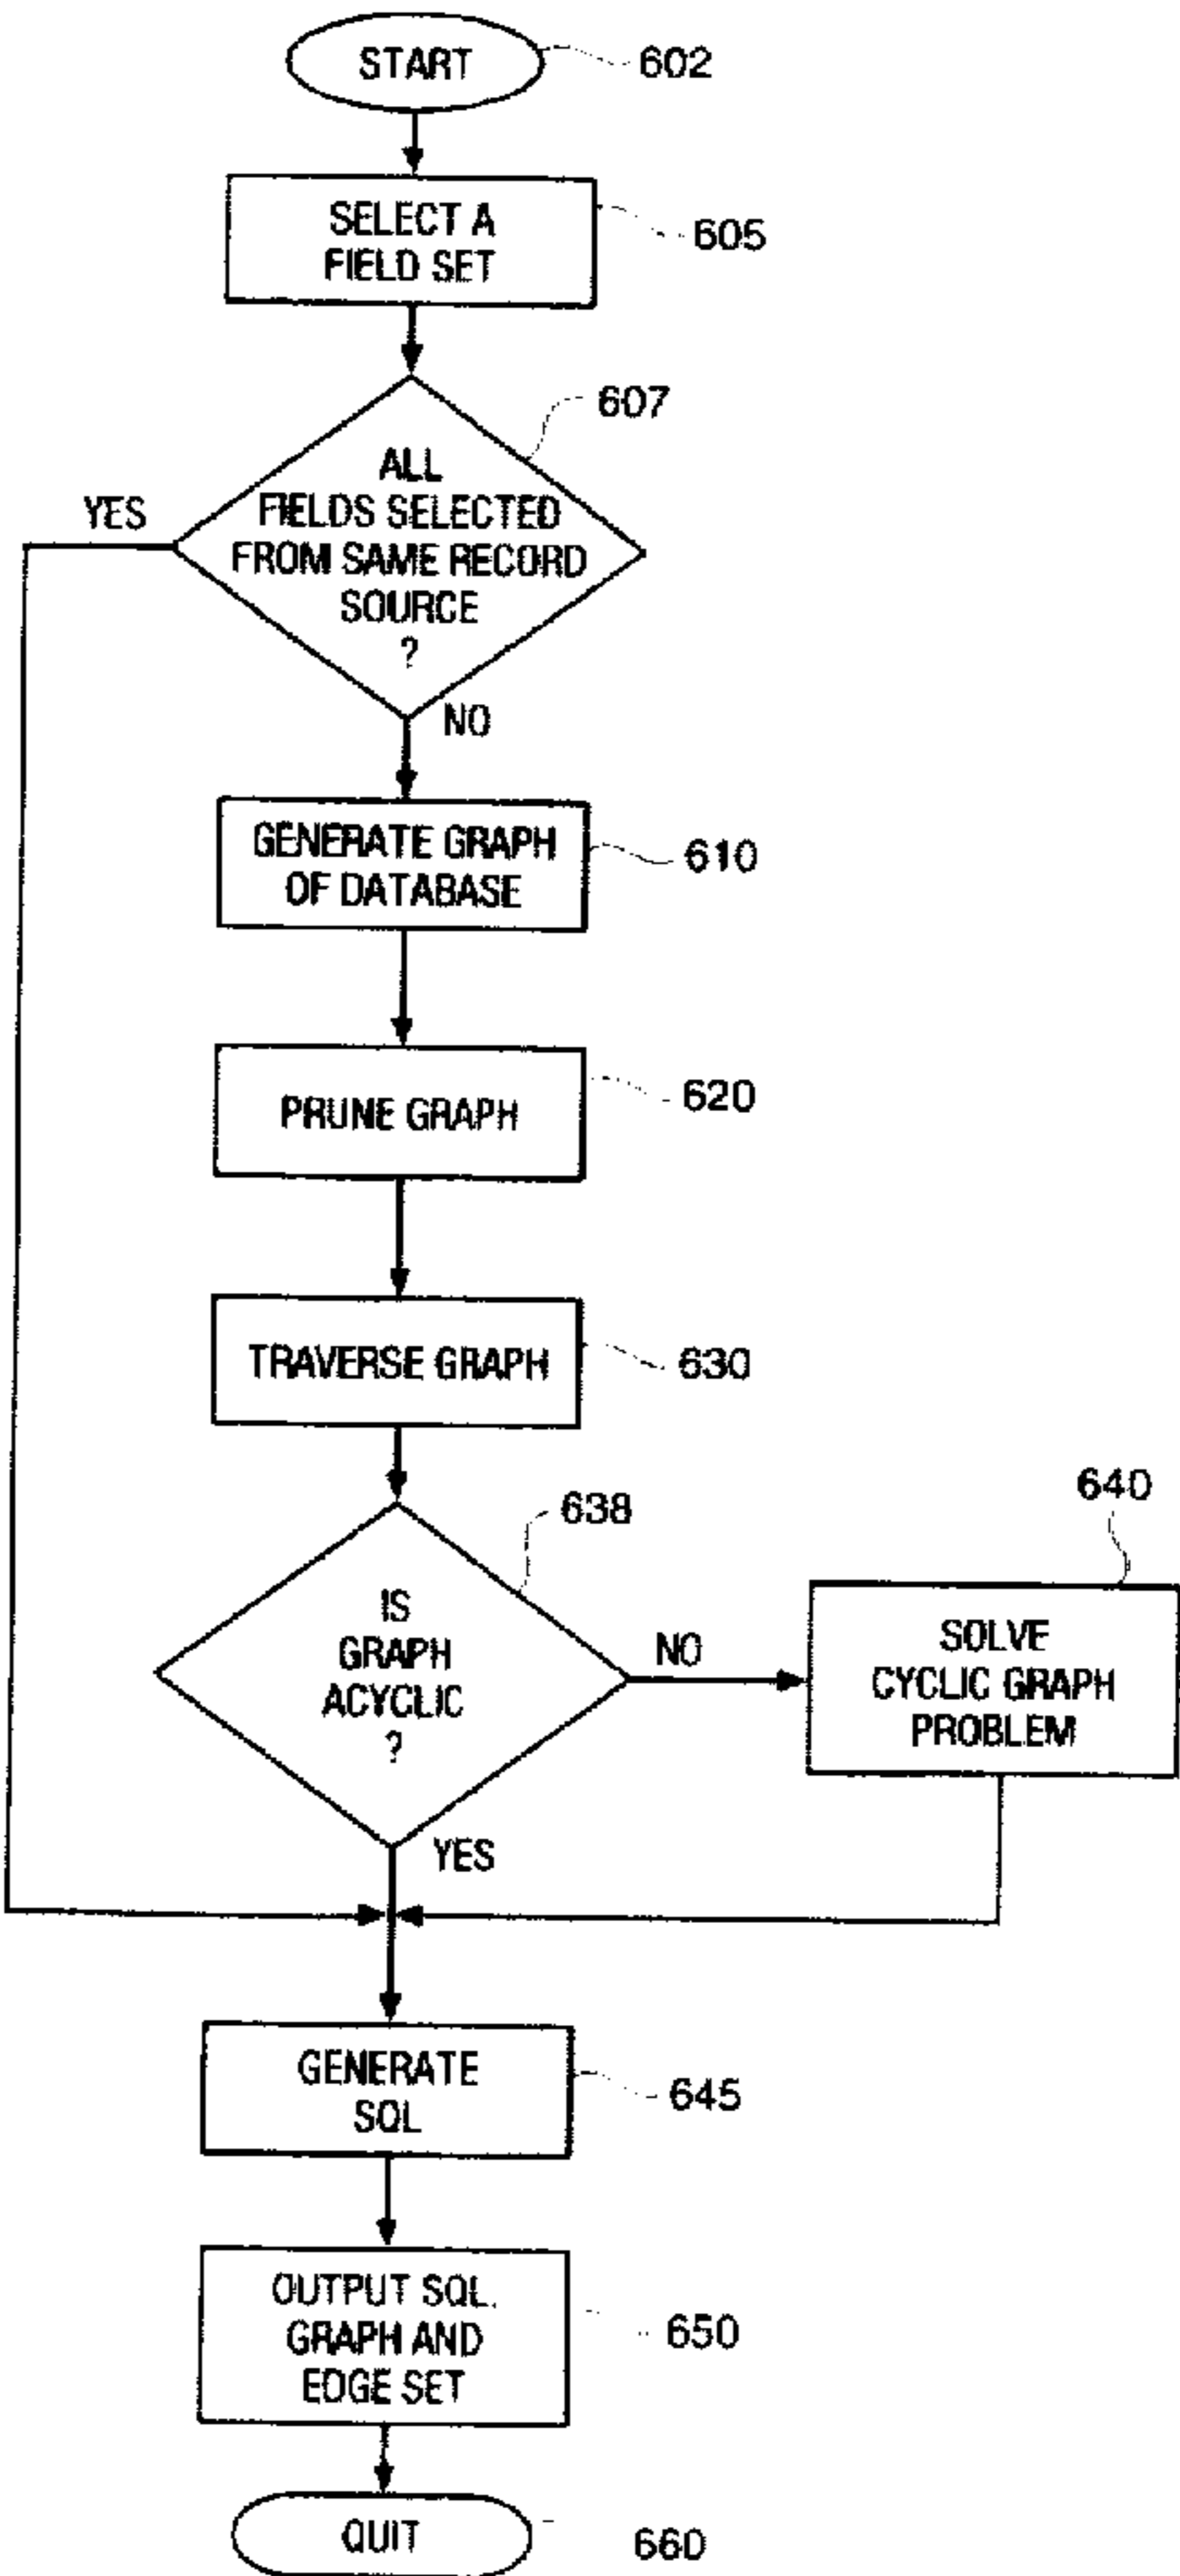 START
602
SELECT A
FIELD SET
605
607
ALL
FIELDS SELECTED
FROM SAME RECORD
SOURCE
?
YES
NO
GENERATE GRAPH
OF DATABASE
610
PRUNE GRAPH
620
TRAVERSE GRAPH
630
638
640
IS
GRAPH
ACYCLIC
?
NO
SOLVE
CYCLIC GRAPH
PROBLEM
YES
GENERATE
SQL
645
OUTPUT SQL,
GRAPH AND
EDGE SET
650
QUIT
660